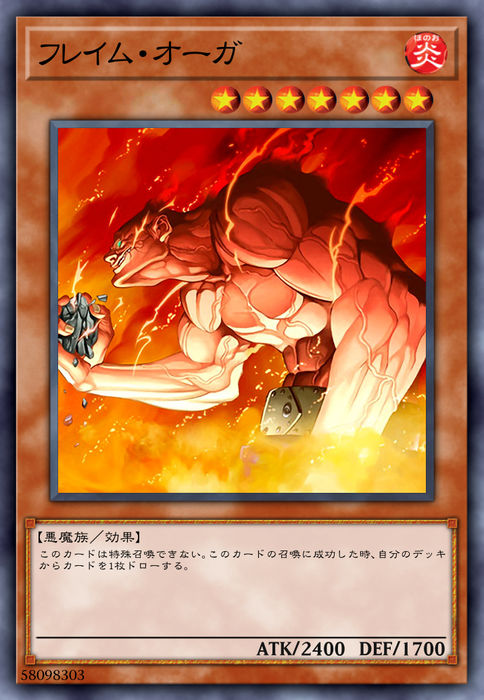 フレイム・オーガ
ほのお
炎
【悪魔族／効果】
このカードは特殊召喚できない。このカードの召喚に成功した時、自分のデッキ
からカードを1枚ドローする。
ATK/2400 DEF/1700
58098303